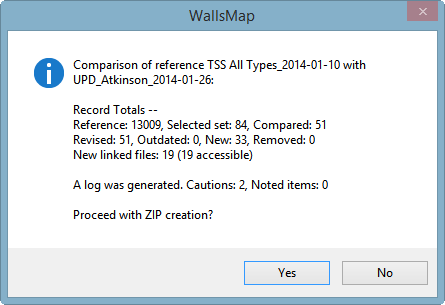 WallsMap
Comparison of reference TSS All Types_2014-01-10 with
UPD_Atkinson_2014-01-26:
Record Totals --
Reference: 13009, Selected set: 84, Compared: 51
Revised: 51, Outdated: 0, New: 33, Removed: 0
New linked files: 19 (19 accessible)
A log was generated. Cautions: 2, Noted items: 0
Proceed with ZIP creation?
Yes No